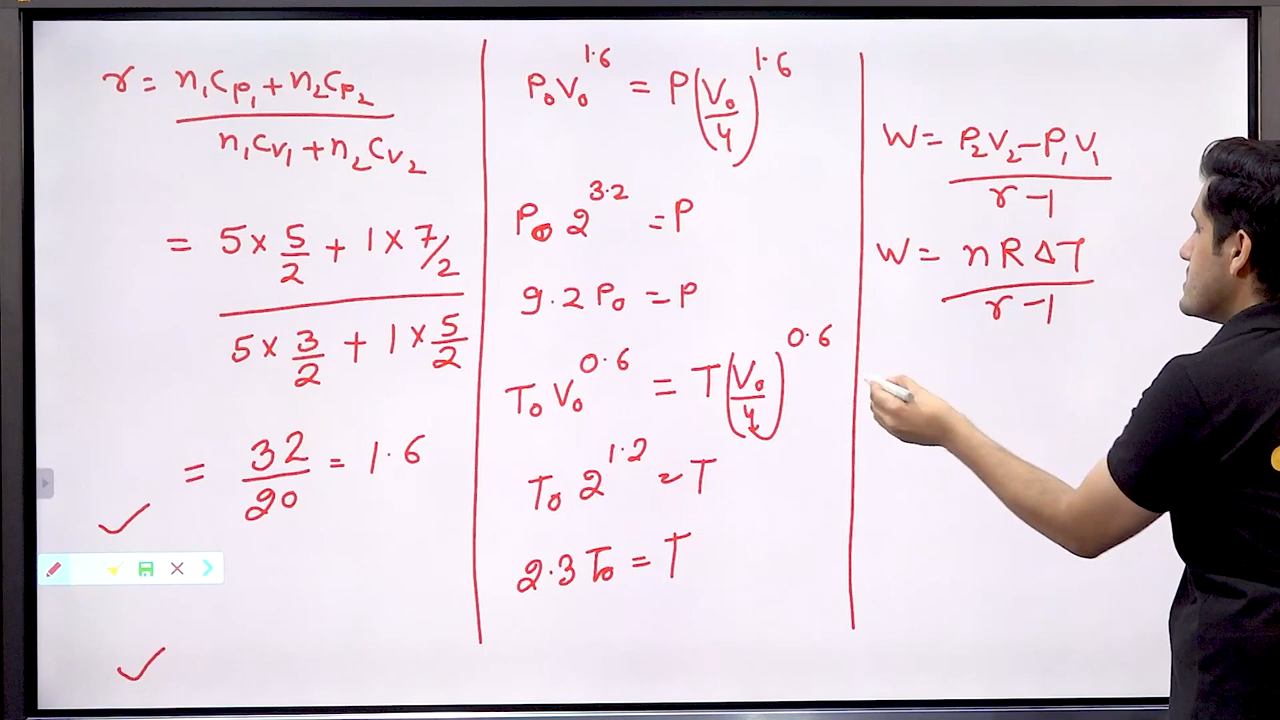 γ = n₁Cp₁ + n₂Cp₂
n₁Cv₁ + n₂Cv₂
= 5 × 5/2 + 1 × 7/2
5 × 3/2 + 1 × 5/2
= 32/20 = 1.6
P₀V₀^1.6 = P(V₀/4)^1.6
P₀ 2^3.2 = P
9.2 P₀ = P
T₀V₀^0.6 = T(V₀/4)^0.6
T₀ 2^1.2 = T
2.3 T₀ = T
W = P₂V₂ - P₁V₁
γ - 1
W = nRΔT
γ - 1